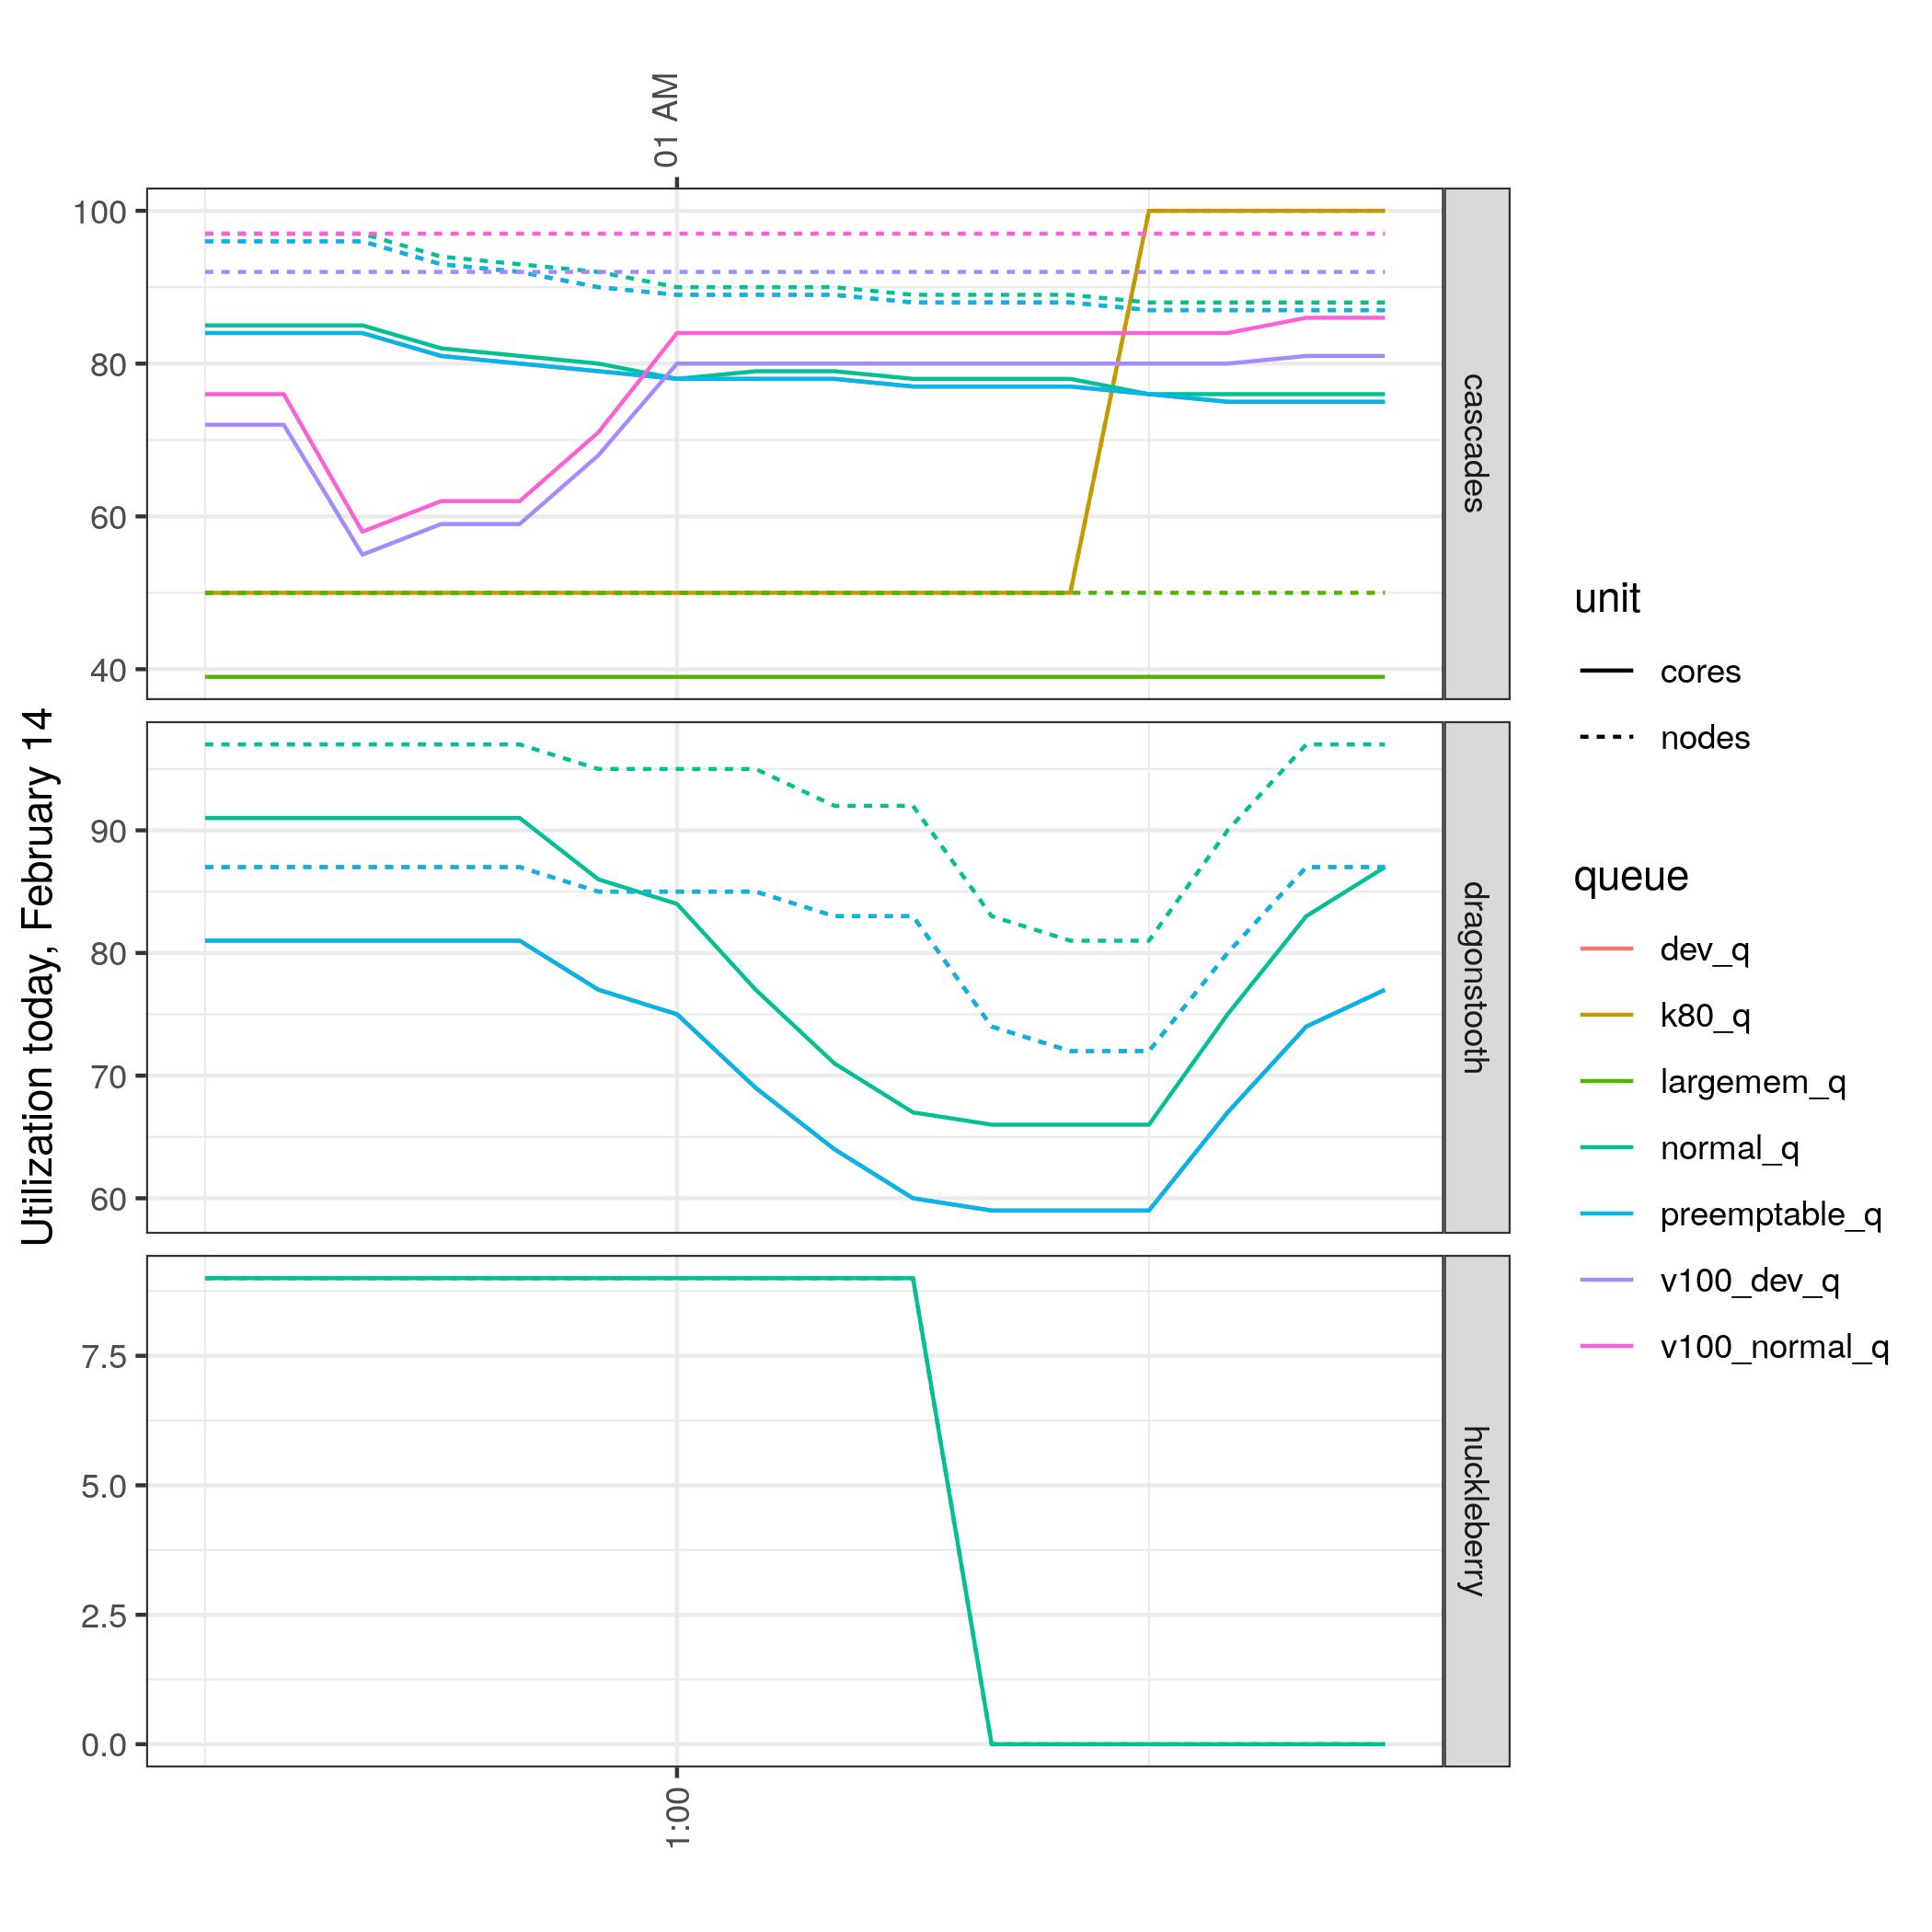 01 AM
Utilization today, February 14
100
80
60
40
cascades
90
80
70
60
dragonstooth
7.5
5.0
2.5
0.0
huckleberry
1:00
unit
cores
nodes
queue
dev_q
k80_q
largemem_q
normal_q
preemptable_q
v100_dev_q
v100_normal_q